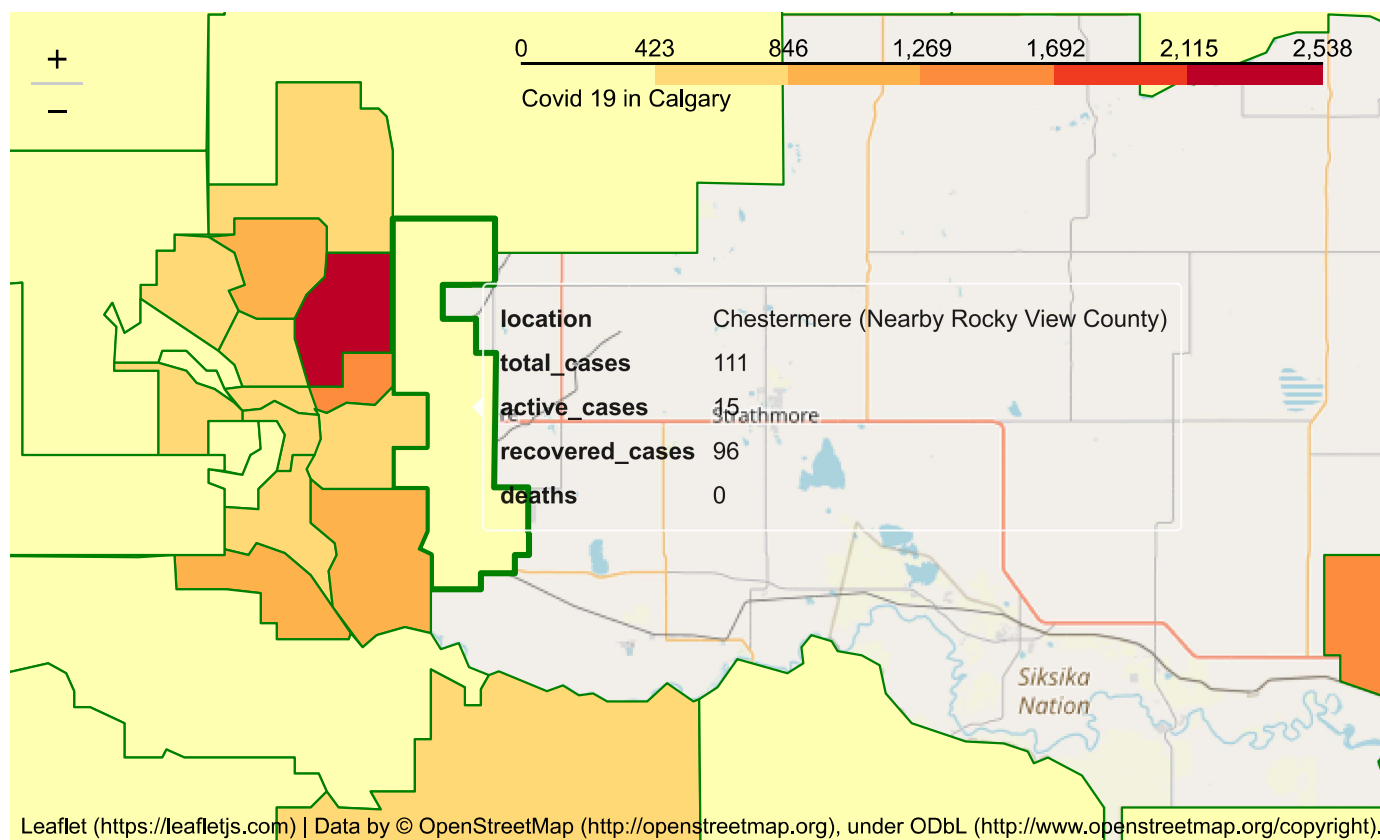 +
−
0 423 846 1,269 1,692 2,115 2,538
Covid 19 in Calgary
location Chestermere (Nearby Rocky View County)
total_cases 111
active_cases 15
re
Strathmore
recovered_cases 96
deaths 0
Siksika
Nation
Leaflet (https://leafletjs.com) | Data by © OpenStreetMap (http://openstreetmap.org), under ODbL (http://www.openstreetmap.org/copyright).